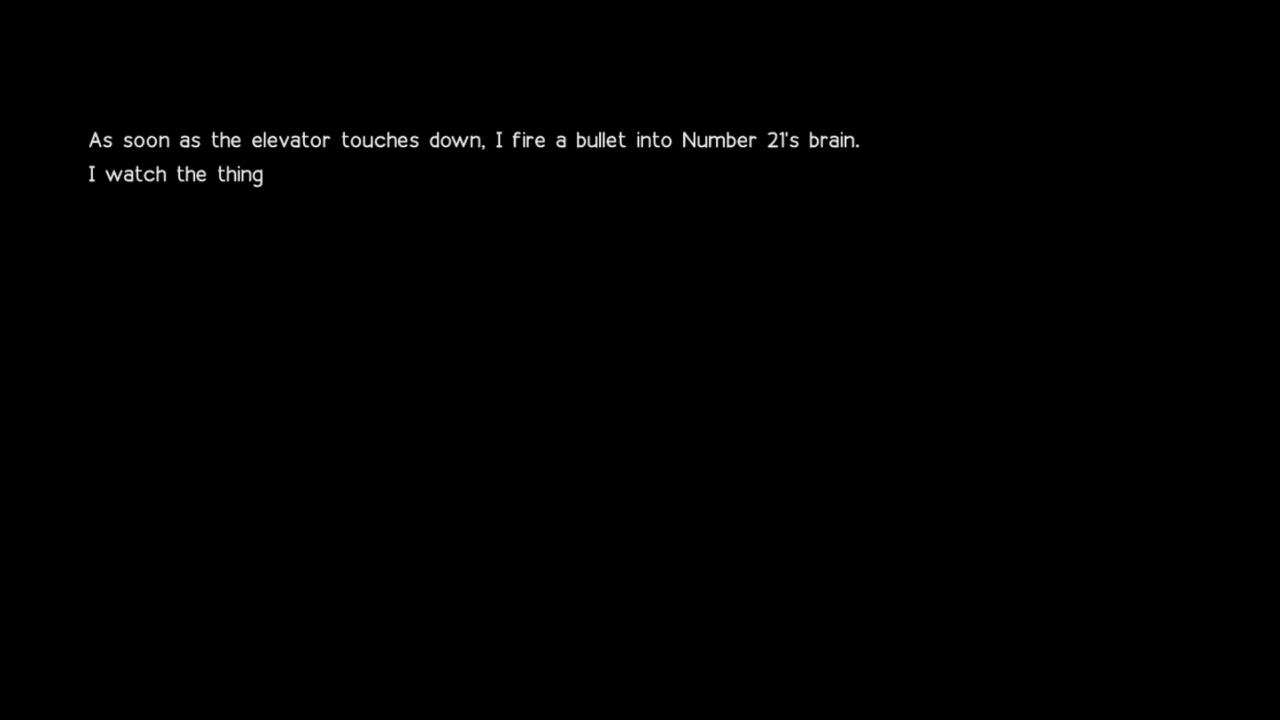 As soon as the elevator touches down, I fire a bullet into Number 21's brain.
I watch the thing